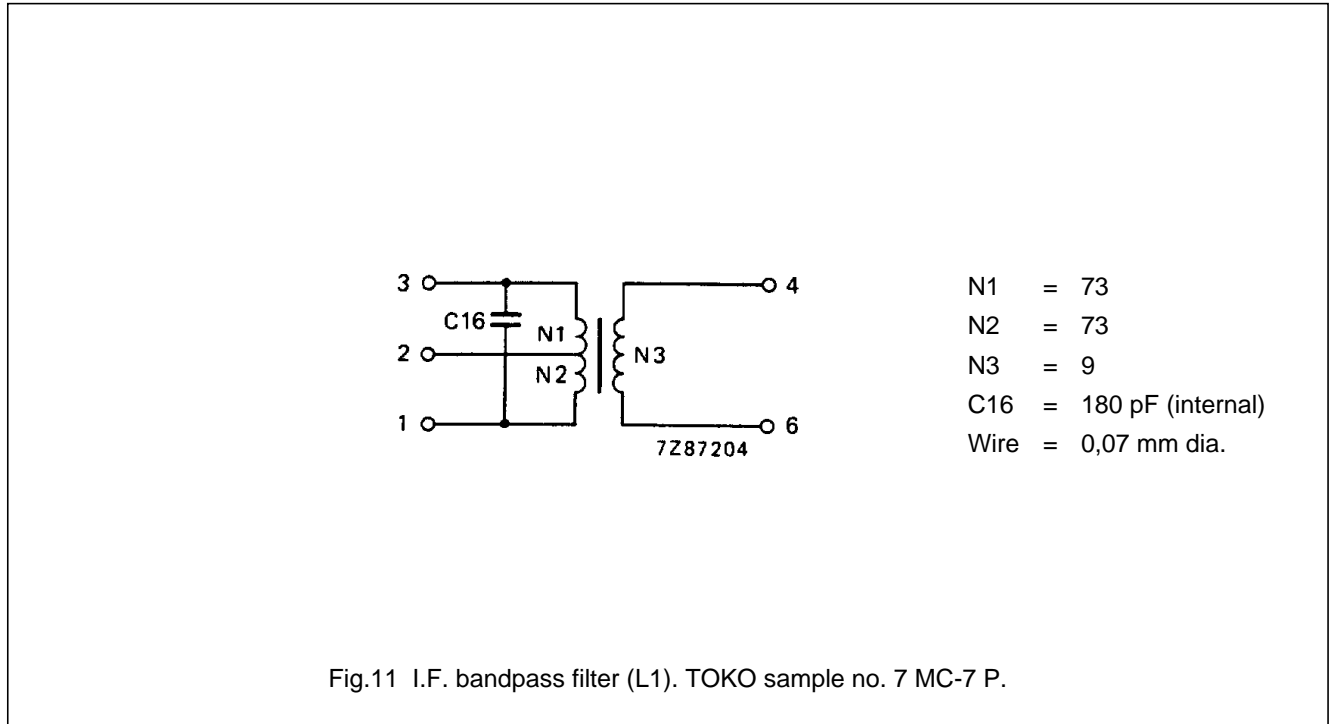 3
4
C16
N1
2
N3
N2
1
6
7Z87204
N1 = 73
N2 = 73
N3 = 9
C16 = 180 pF (internal)
Wire = 0,07 mm dia.
Fig.11 I.F. bandpass filter (L1). TOKO sample no. 7 MC-7 P.